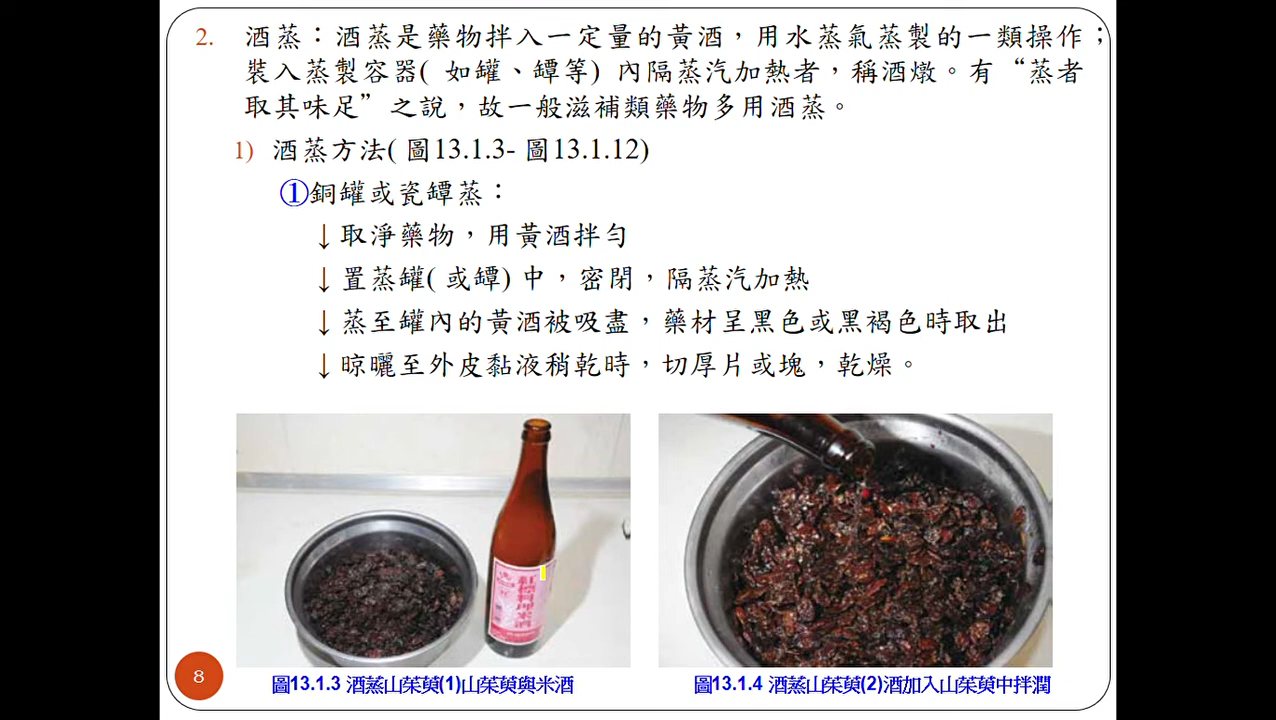 2. 酒蒸：酒蒸是藥物拌入一定量的黃酒，用水蒸氣蒸製的一類操作；
裝入蒸製容器( 如罐、罈等) 內隔蒸汽加熱者，稱酒燉。有“蒸者
取其味足”之說，故一般滋補類藥物多用酒蒸。
1) 酒蒸方法( 圖13.1.3- 圖13.1.12)
①銅罐或瓷罈蒸：
↓取淨藥物，用黃酒拌勻
↓置蒸罐( 或罈) 中，密閉，隔蒸汽加熱
↓蒸至罐內的黃酒被吸盡，藥材呈黑色或黑褐色時取出
↓晾曬至外皮黏液稍乾時，切厚片或塊，乾燥。
紅標料理米酒
8
圖13.1.3 酒蒸山茱萸(1)山茱萸與米酒
圖13.1.4 酒蒸山茱萸(2)酒加入山茱萸中拌潤